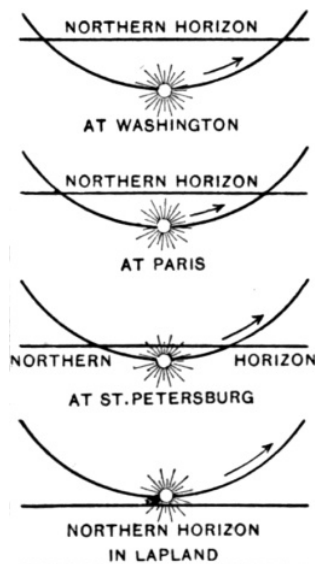 NORTHERN HORIZON
AT WASHINGTON
NORTHERN HORIZON
AT PARIS
NORTHERN HORIZON
AT ST. PETERSBURG
NORTHERN HORIZON
IN LAPLAND